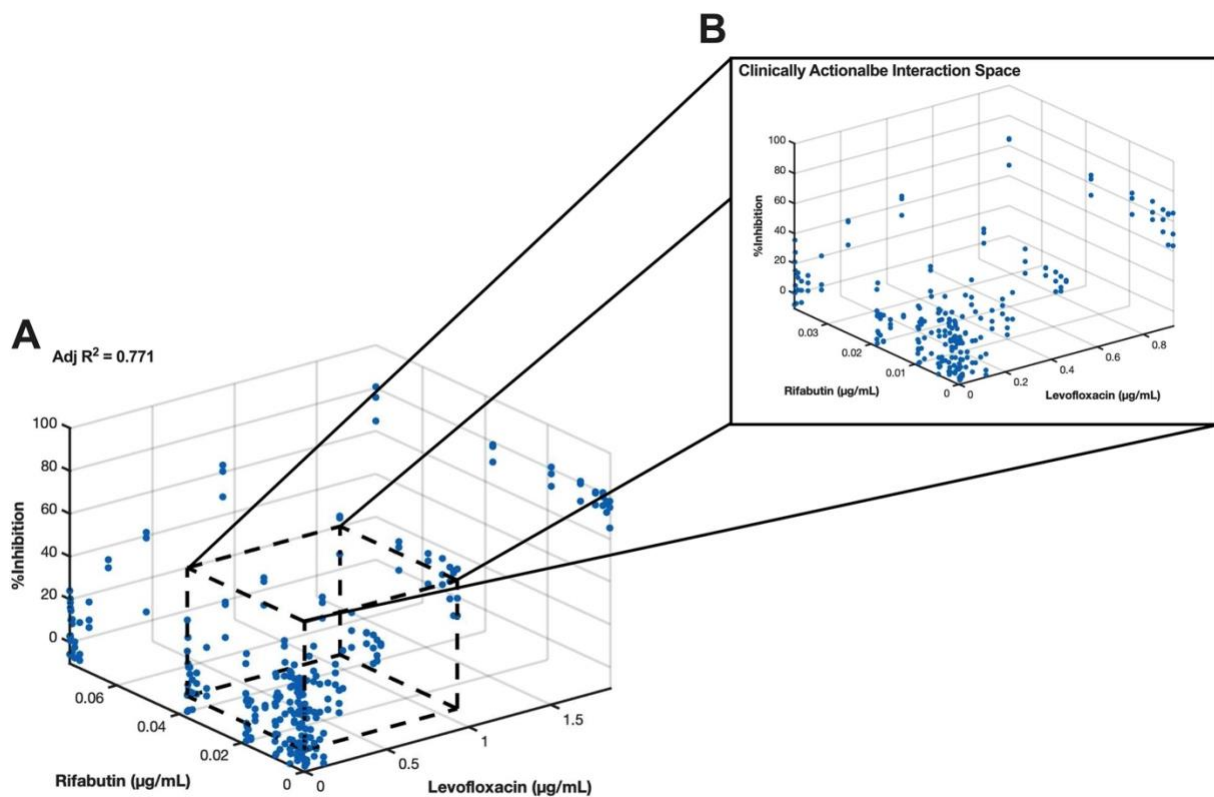 B
Clinically Actionalbe Interaction Space
100
80
60
40
20
0
%Inhibition
0.03
0.02
0.01
0
Rifabutin (µg/mL)
0
0.2
0.4
0.6
0.8
Levofloxacin (µg/mL)
A
Adj R² = 0.771
100
80
60
40
20
0
%Inhibition
0.06
0.04
0.02
0
Rifabutin (µg/mL)
0
0.5
1
1.5
Levofloxacin (µg/mL)